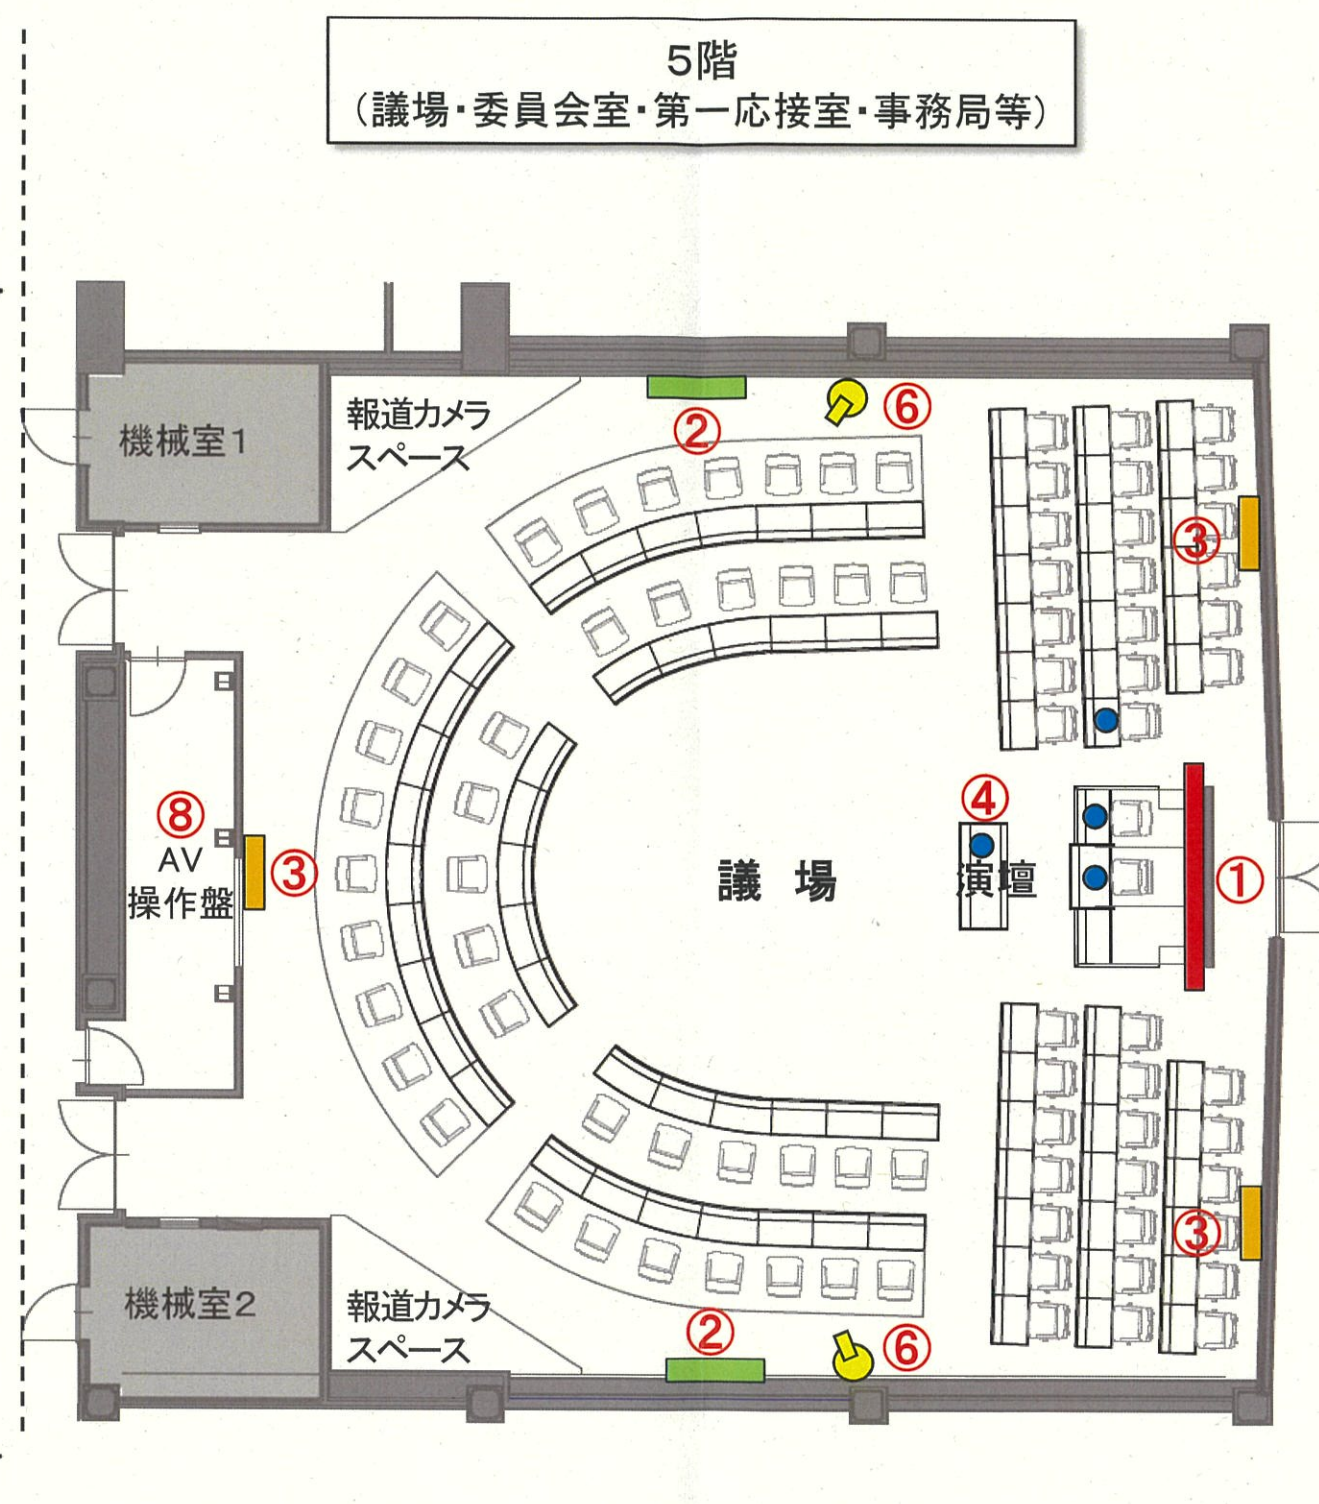 5階
（議場・委員会室・第一応接室・事務局等）
報道カメラ
スペース
機械室1
②
⑥
③
④
⑧
AV
操作盤
③
議場
演壇
①
③
機械室2
報道カメラ
スペース
②
⑥